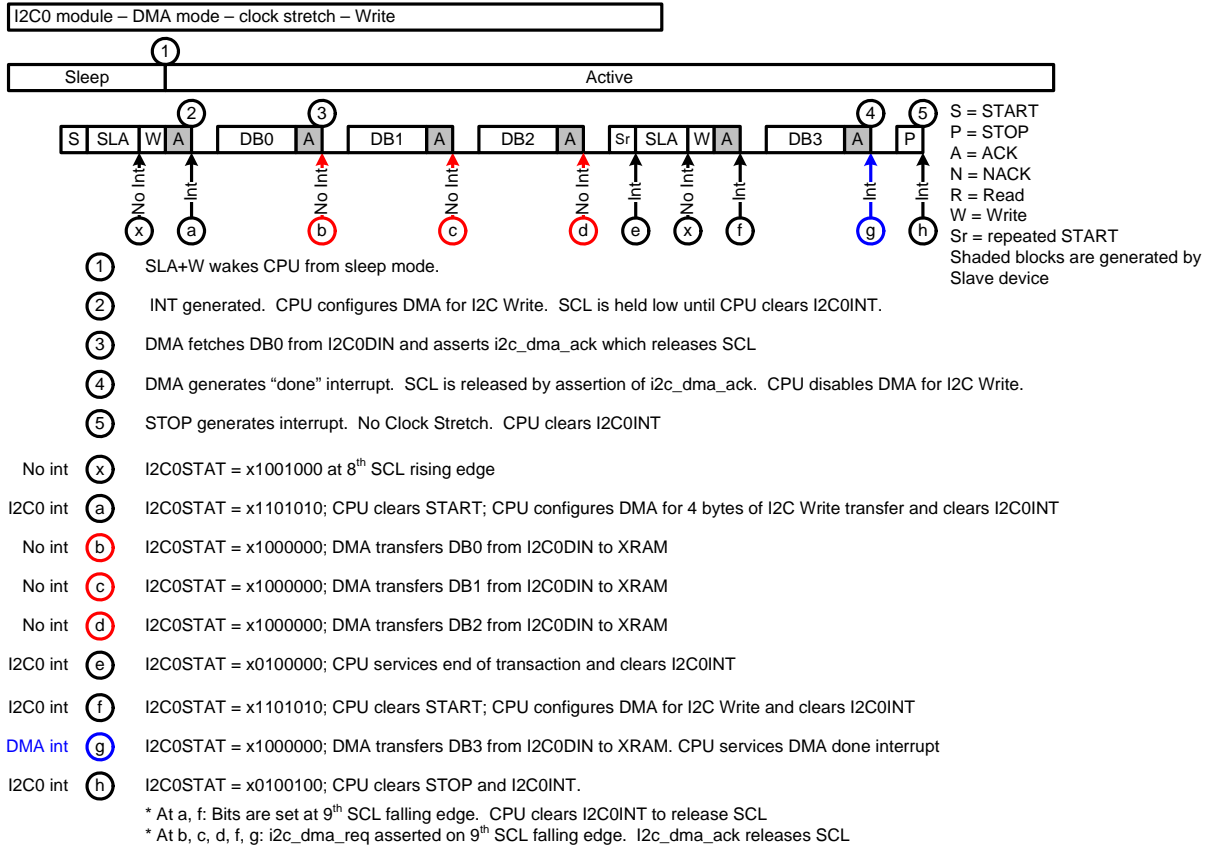 I2C0 module – DMA mode – clock stretch – Write
1
Sleep Active
2 3 4 5
S SLA W A DB0 A DB1 A DB2 A Sr SLA W A DB3 A P
No Int Int No Int No Int No Int Int No Int Int Int Int
x a b c d e x f g h
S = START
P = STOP
A = ACK
N = NACK
R = Read
W = Write
Sr = repeated START
Shaded blocks are generated by
Slave device
1 SLA+W wakes CPU from sleep mode.
2 INT generated. CPU configures DMA for I2C Write. SCL is held low until CPU clears I2C0INT.
3 DMA fetches DB0 from I2C0DIN and asserts i2c_dma_ack which releases SCL
4 DMA generates “done” interrupt. SCL is released by assertion of i2c_dma_ack. CPU disables DMA for I2C Write.
5 STOP generates interrupt. No Clock Stretch. CPU clears I2C0INT
No int x I2C0STAT = x1001000 at 8th SCL rising edge
I2C0 int a I2C0STAT = x1101010; CPU clears START; CPU configures DMA for 4 bytes of I2C Write transfer and clears I2C0INT
No int b I2C0STAT = x1000000; DMA transfers DB0 from I2C0DIN to XRAM
No int c I2C0STAT = x1000000; DMA transfers DB1 from I2C0DIN to XRAM
No int d I2C0STAT = x1000000; DMA transfers DB2 from I2C0DIN to XRAM
I2C0 int e I2C0STAT = x0100000; CPU services end of transaction and clears I2C0INT
I2C0 int f I2C0STAT = x1101010; CPU clears START; CPU configures DMA for I2C Write and clears I2C0INT
DMA int g I2C0STAT = x1000000; DMA transfers DB3 from I2C0DIN to XRAM. CPU services DMA done interrupt
I2C0 int h I2C0STAT = x0100100; CPU clears STOP and I2C0INT.
* At a, f: Bits are set at 9th SCL falling edge. CPU clears I2C0INT to release SCL
* At b, c, d, f, g: i2c_dma_req asserted on 9th SCL falling edge. I2c_dma_ack releases SCL